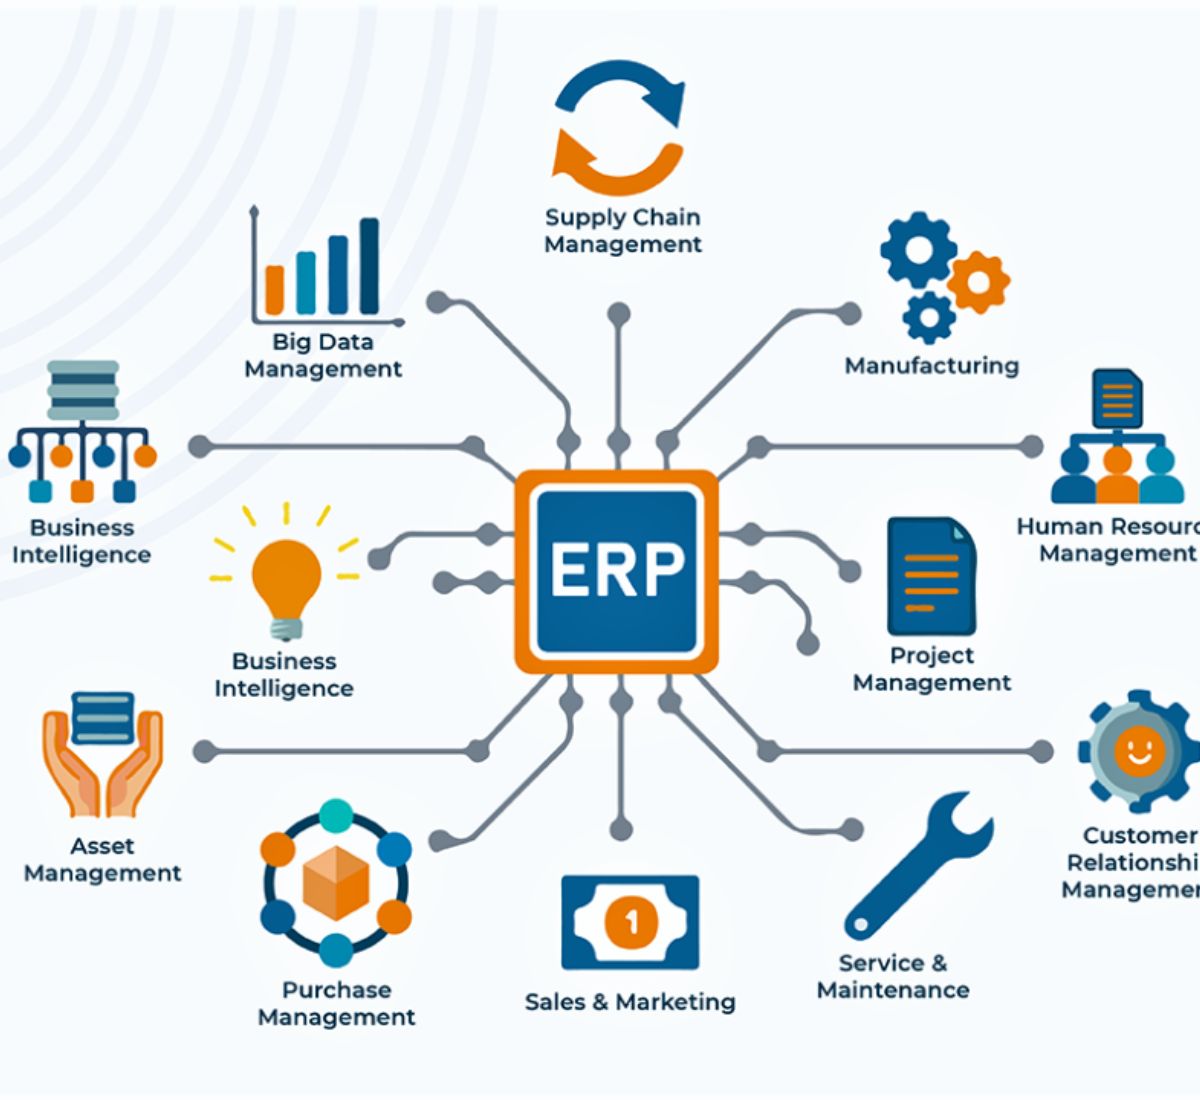 Supply Chain
Management
Big Data
Management
Manufacturing
Business
Intelligence
Human Resourc
Management
ERP
Business
Intelligence
Project
Management
Asset
Management
Customer
Relationshi
Managemen
Purchase
Management
1
Sales & Marketing
Service &
Maintenance